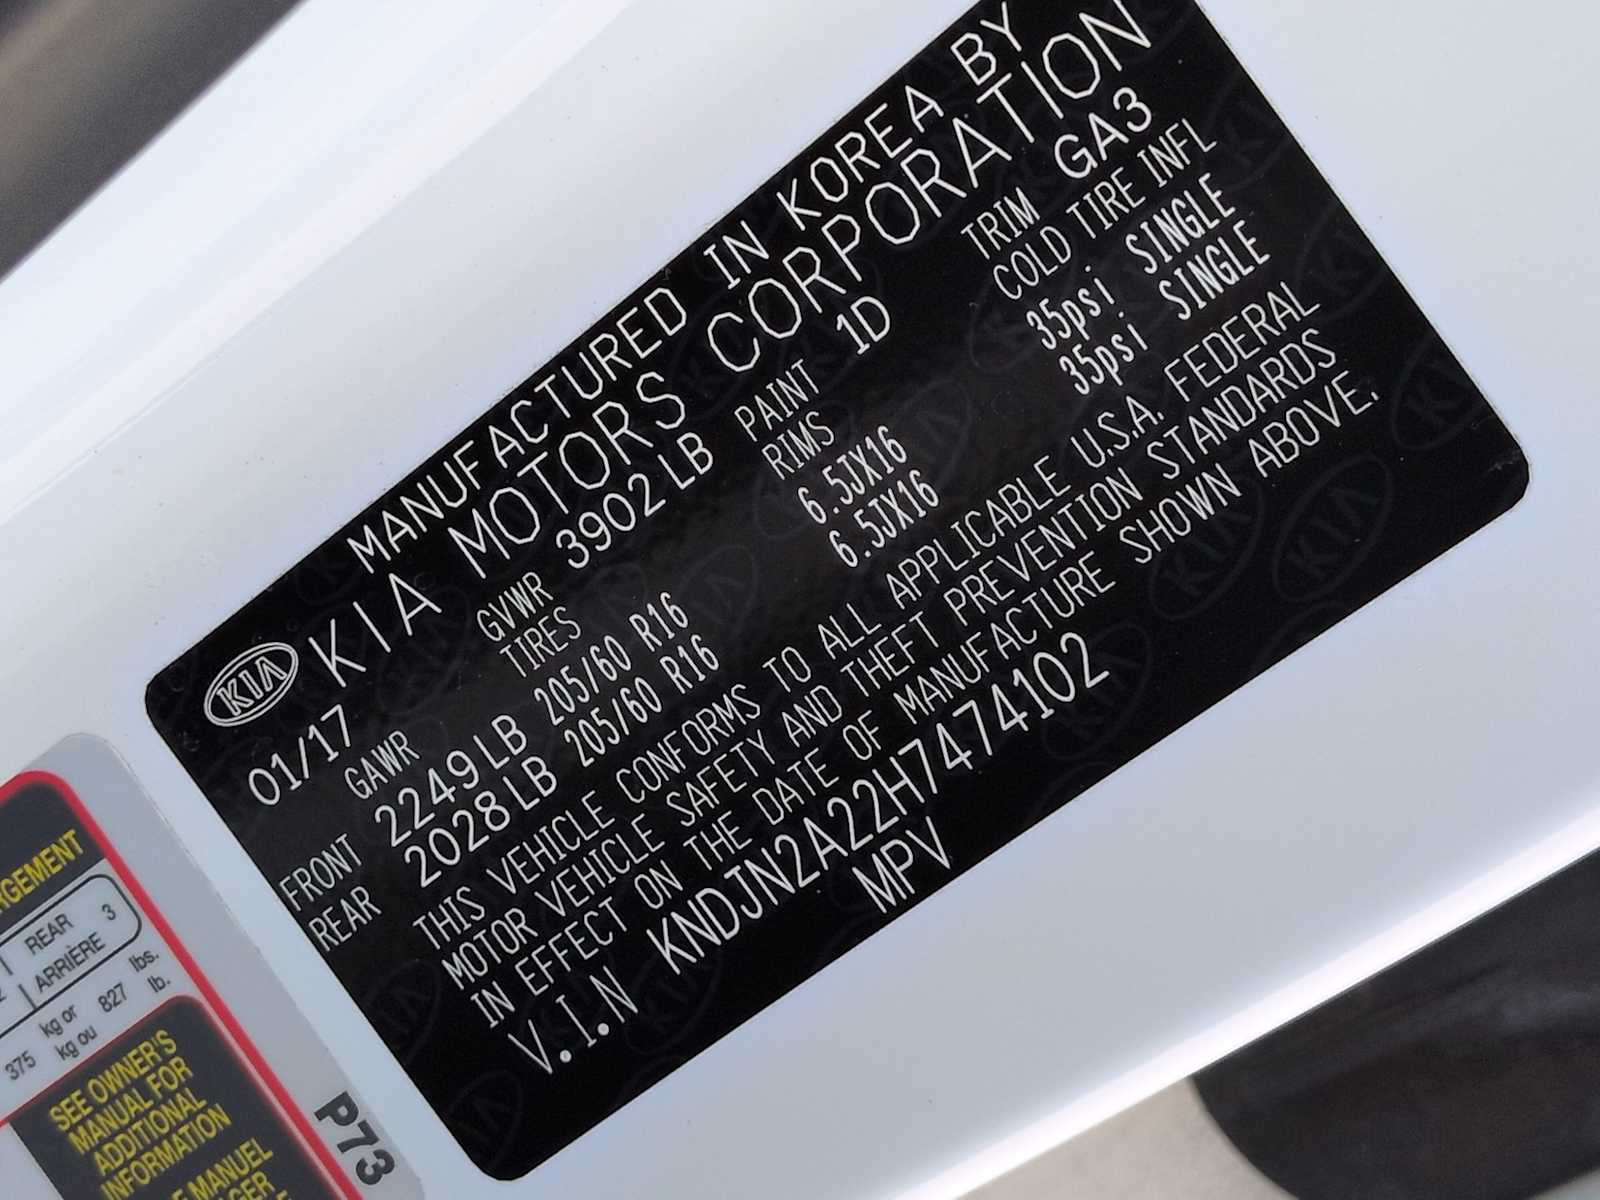 MANUFACTURED IN KOREA BY
KIA KIA MOTORS CORPORATION
01/17 GVWR 3902LB PAINT 1D TRIM GA3
GAWR TIRES RIMS COLD TIRE INFL
FRONT 2249LB 205/60 R16 6.5JX16 35psi SINGLE
REAR 2028LB 205/60 R16 6.5JX16 35psi SINGLE
THIS VEHICLE CONFORMS TO ALL APPLICABLE U.S.A. FEDERAL
MOTOR VEHICLE SAFETY AND THEFT PREVENTION STANDARDS
IN EFFECT ON THE DATE OF MANUFACTURE SHOWN ABOVE.
V.I.N KNDJN2A22H7474102
MPV
REAR 3
ARRIÈRE
375 kg or 827 lbs.
kg ou lb.
SEE OWNER'S
MANUAL FOR
ADDITIONAL
INFORMATION
MANUEL
P73